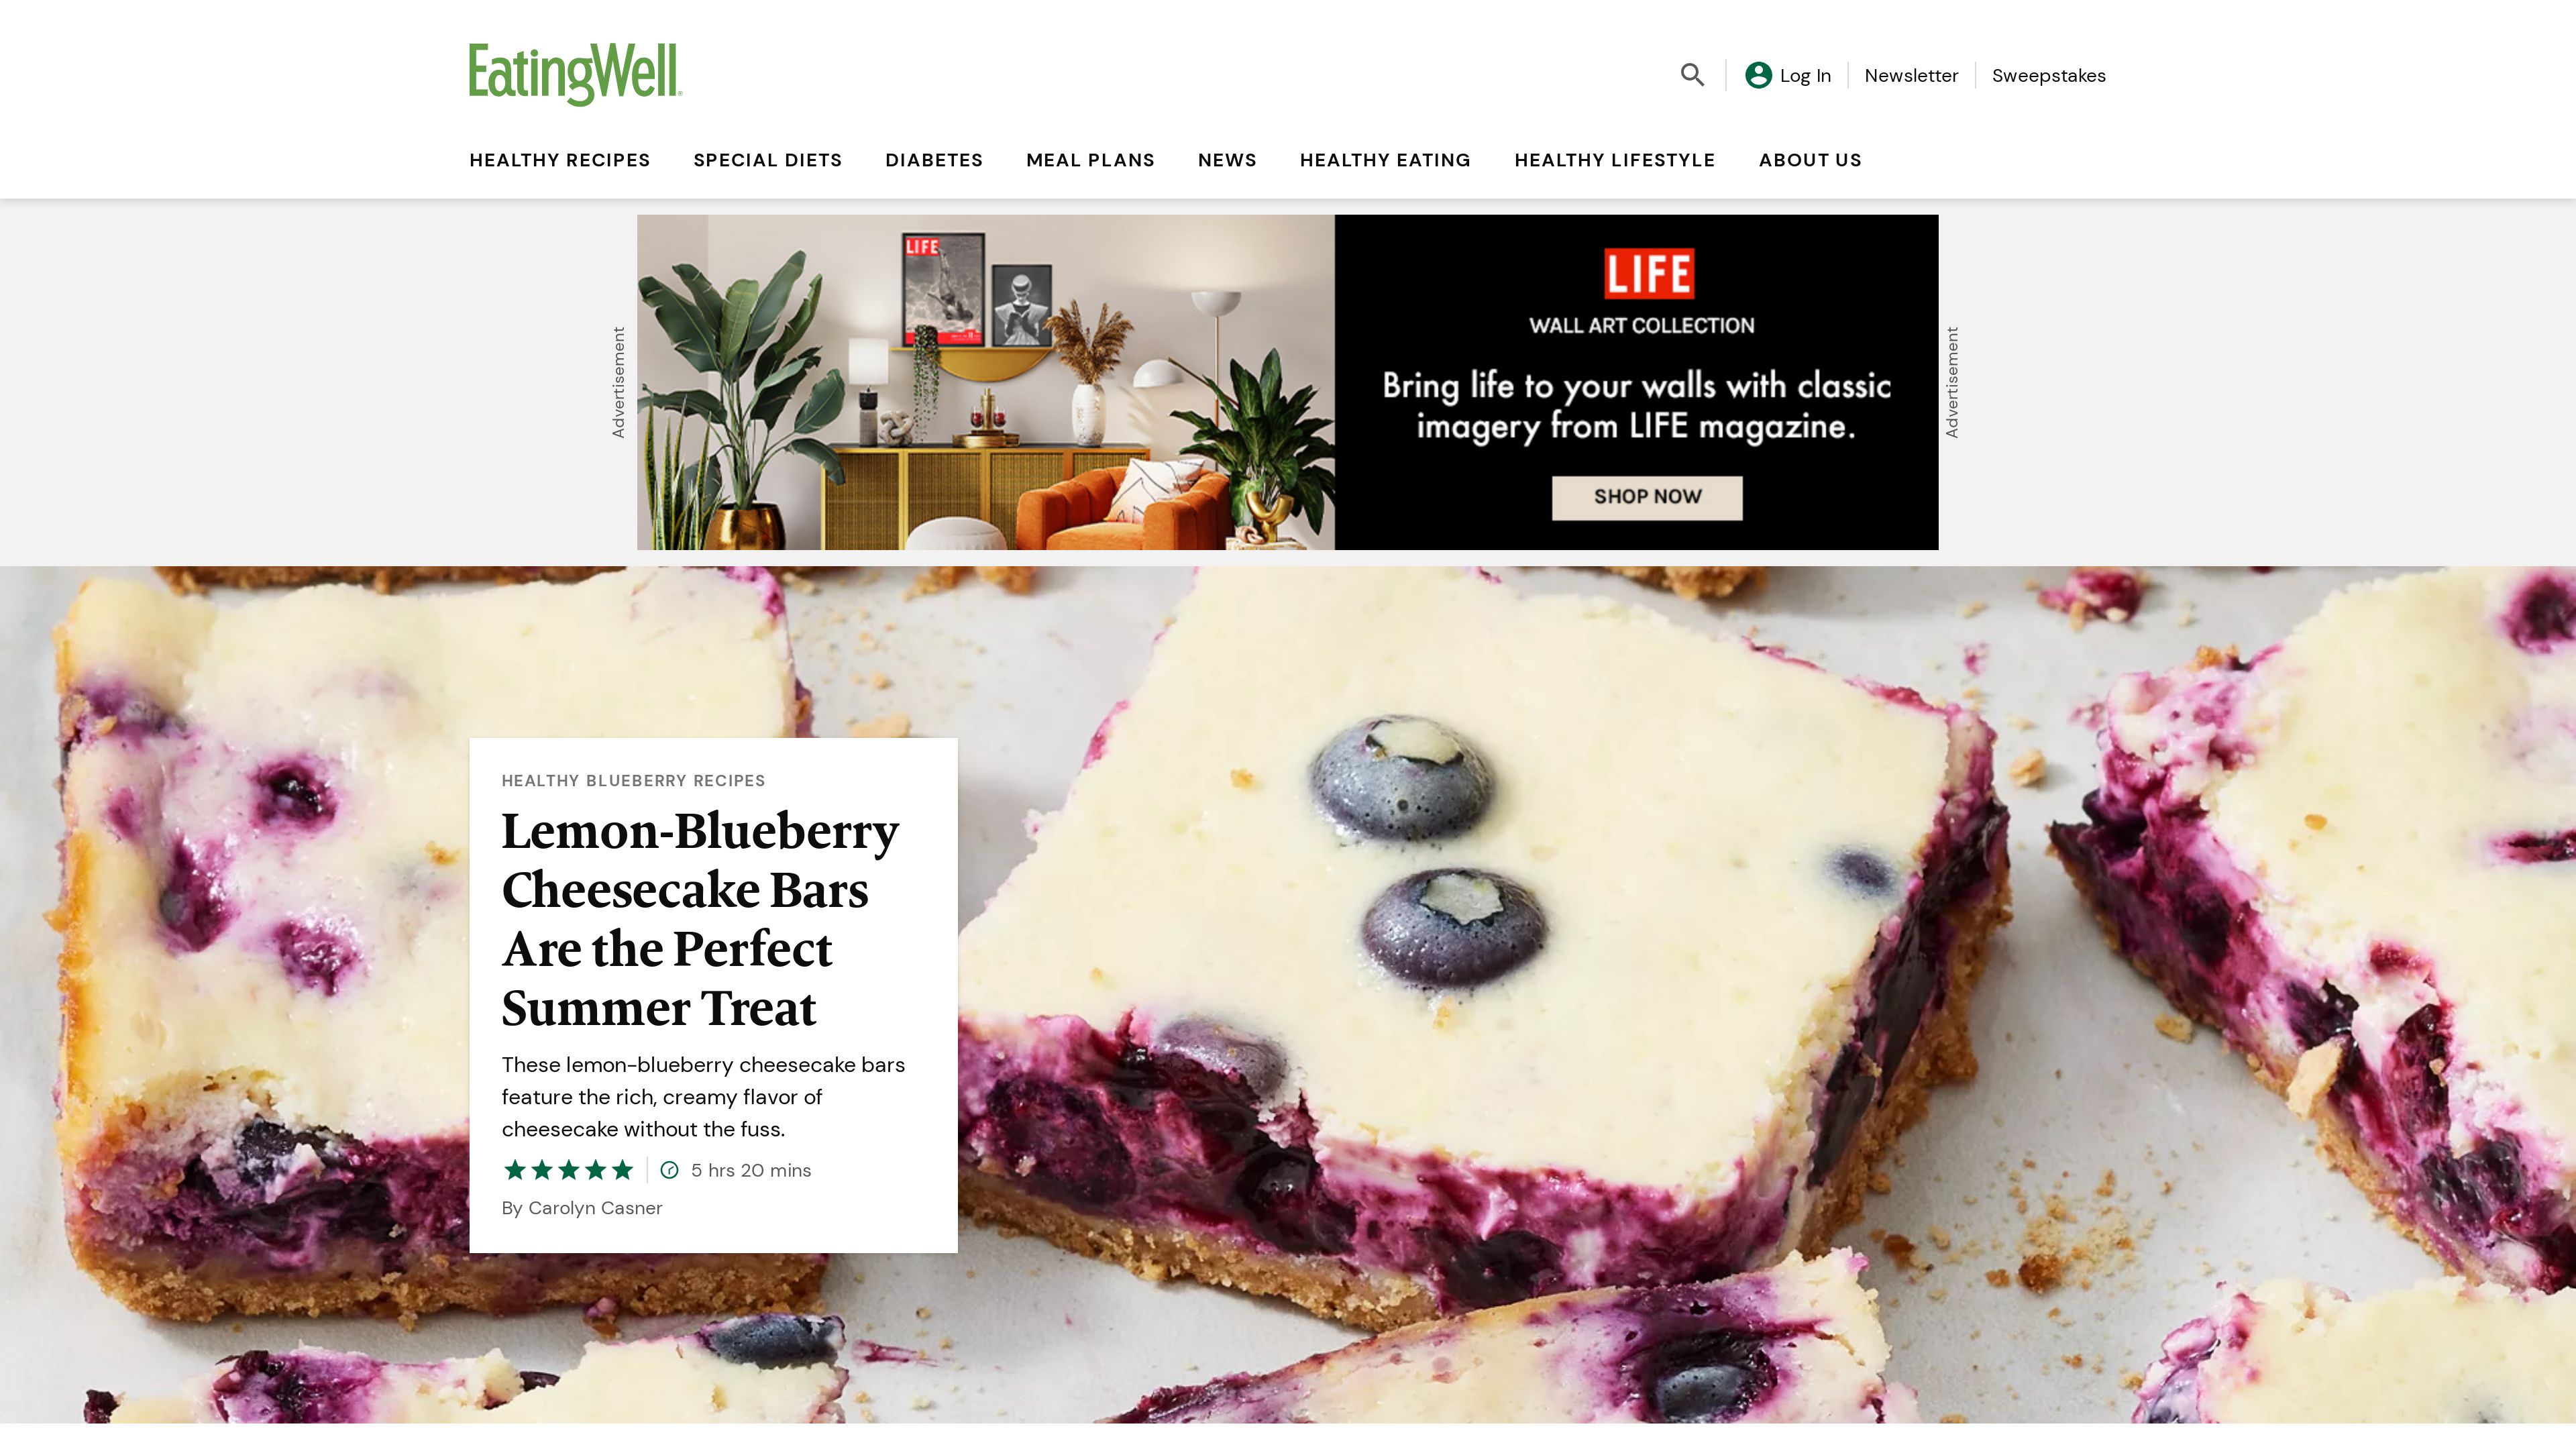 EatingWell
Log In
Newsletter
Sweepstakes
HEALTHY RECIPES
SPECIAL DIETS
DIABETES
MEAL PLANS
NEWS
HEALTHY EATING
HEALTHY LIFESTYLE
ABOUT US
Advertisement
LIFE
LIFE
WALL ART COLLECTION
Bring life to your walls with classic
imagery from LIFE magazine.
SHOP NOW
Advertisement
HEALTHY BLUEBERRY RECIPES
Lemon-Blueberry
Cheesecake Bars
Are the Perfect
Summer Treat
These lemon-blueberry cheesecake bars
feature the rich, creamy flavor of
cheesecake without the fuss.
5 hrs 20 mins
By Carolyn Casner